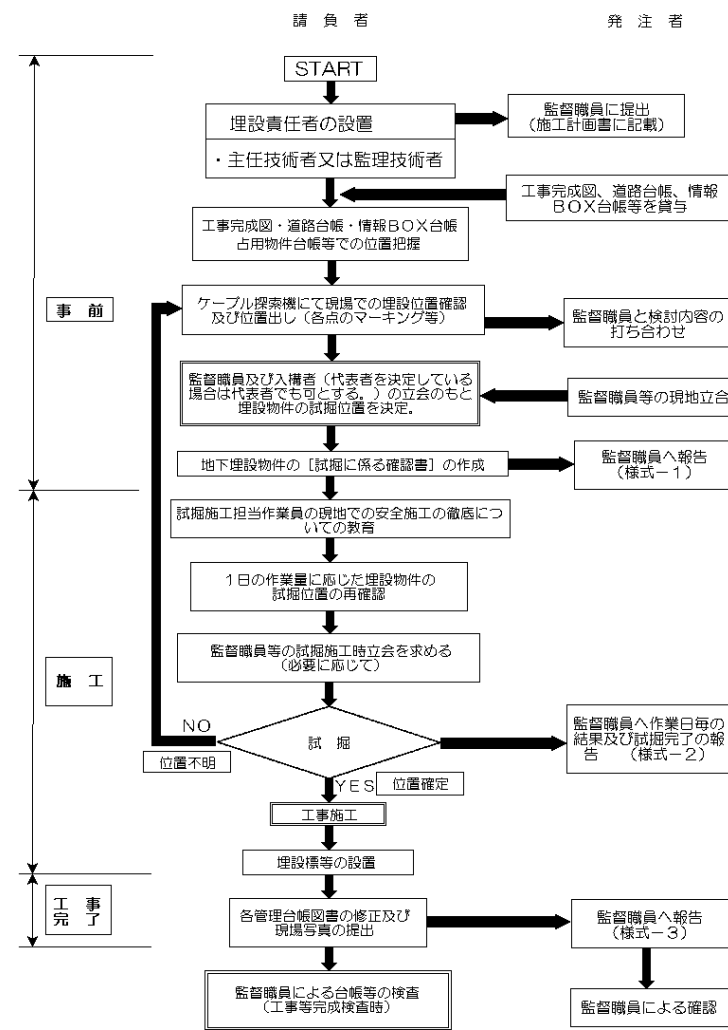 請負者
発注者
START
埋設責任者の設置
・主任技術者又は監理技術者
監督職員に提出
（施工計画書に記載）
工事完成図、道路台帳、情報
BOX台帳等を貸与
工事完成図・道路台帳・情報BOX台帳
占用物件台帳等での位置把握
事前
ケーブル探索機にて現場での埋設位置確認
及び位置出し（各点のマーキング等）
監督職員と検討内容の
打ち合わせ
監督職員及び入構者（代表者を決定している
場合は代表者でも可とする。）の立会のもと
埋設物件の試掘位置を決定。
監督職員等の現地立合
地下埋設物件の［試掘に係る確認書］の作成
監督職員へ報告
（様式－1）
試掘施工担当作業員の現地での安全施工の徹底につ
いての教育
1日の作業量に応じた埋設物件の
試掘位置の再確認
監督職員等の試掘施工時立会を求める
（必要に応じて）
施工
NO
位置不明
試掘
監督職員へ作業日毎の
結果及び試掘完了の報
告　（様式－2）
YES
位置確定
工事施工
埋設標等の設置
工事
完了
各管理台帳図書の修正及び
現場写真の提出
監督職員へ報告
（様式－3）
監督職員による台帳等の検査
（工事等完成検査時）
監督職員による確認